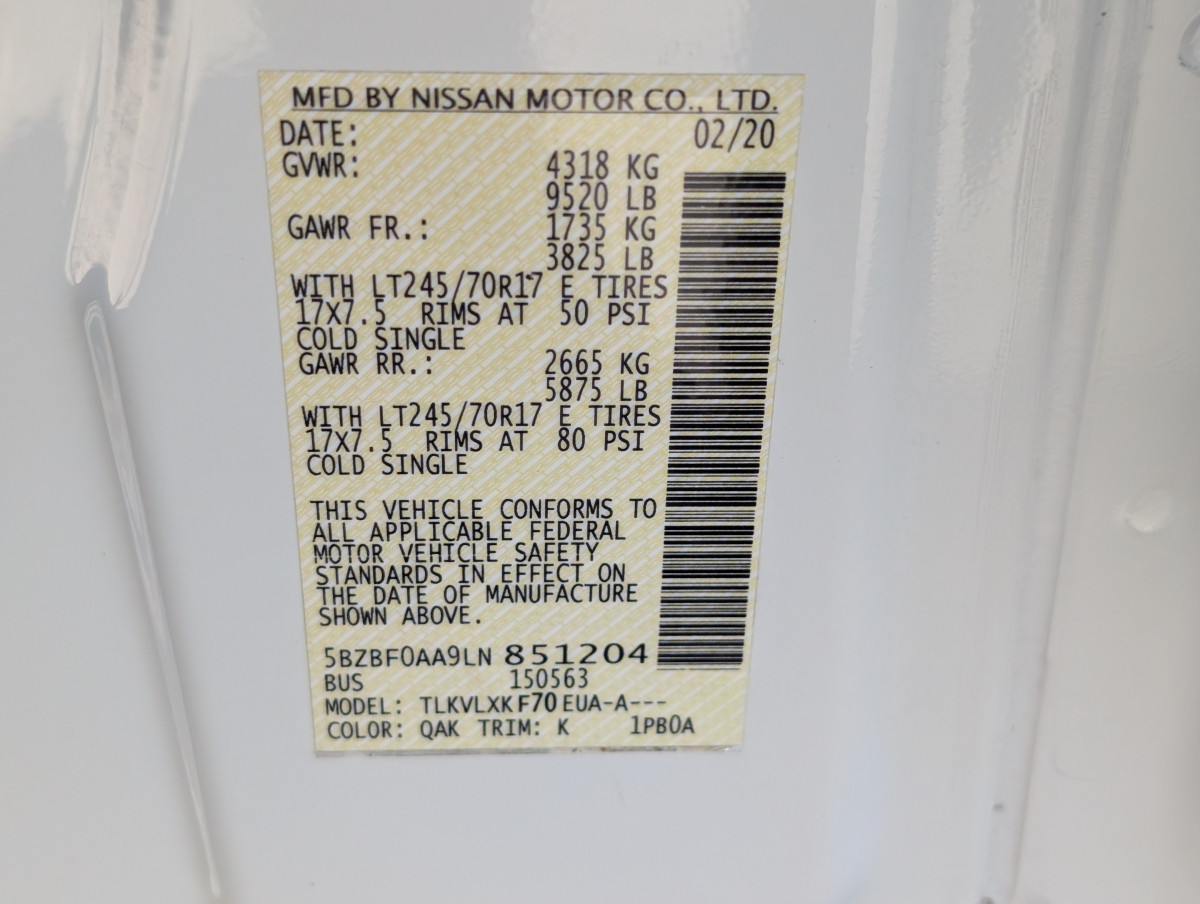 MFD BY NISSAN MOTOR CO., LTD.
DATE: 02/20
GVWR: 4318 KG
9520 LB
GAWR FR.: 1735 KG
3825 LB
WITH LT245/70R17 E TIRES
17X7.5 RIMS AT 50 PSI
COLD SINGLE
GAWR RR.: 2665 KG
5875 LB
WITH LT245/70R17 E TIRES
17X7.5 RIMS AT 80 PSI
COLD SINGLE
THIS VEHICLE CONFORMS TO
ALL APPLICABLE FEDERAL
MOTOR VEHICLE SAFETY
STANDARDS IN EFFECT ON
THE DATE OF MANUFACTURE
SHOWN ABOVE.
5BZBF0AA9LN 851204
BUS 150563
MODEL: TLKVLXKF70EUA-A---
COLOR: QAK TRIM: K 1PB0A